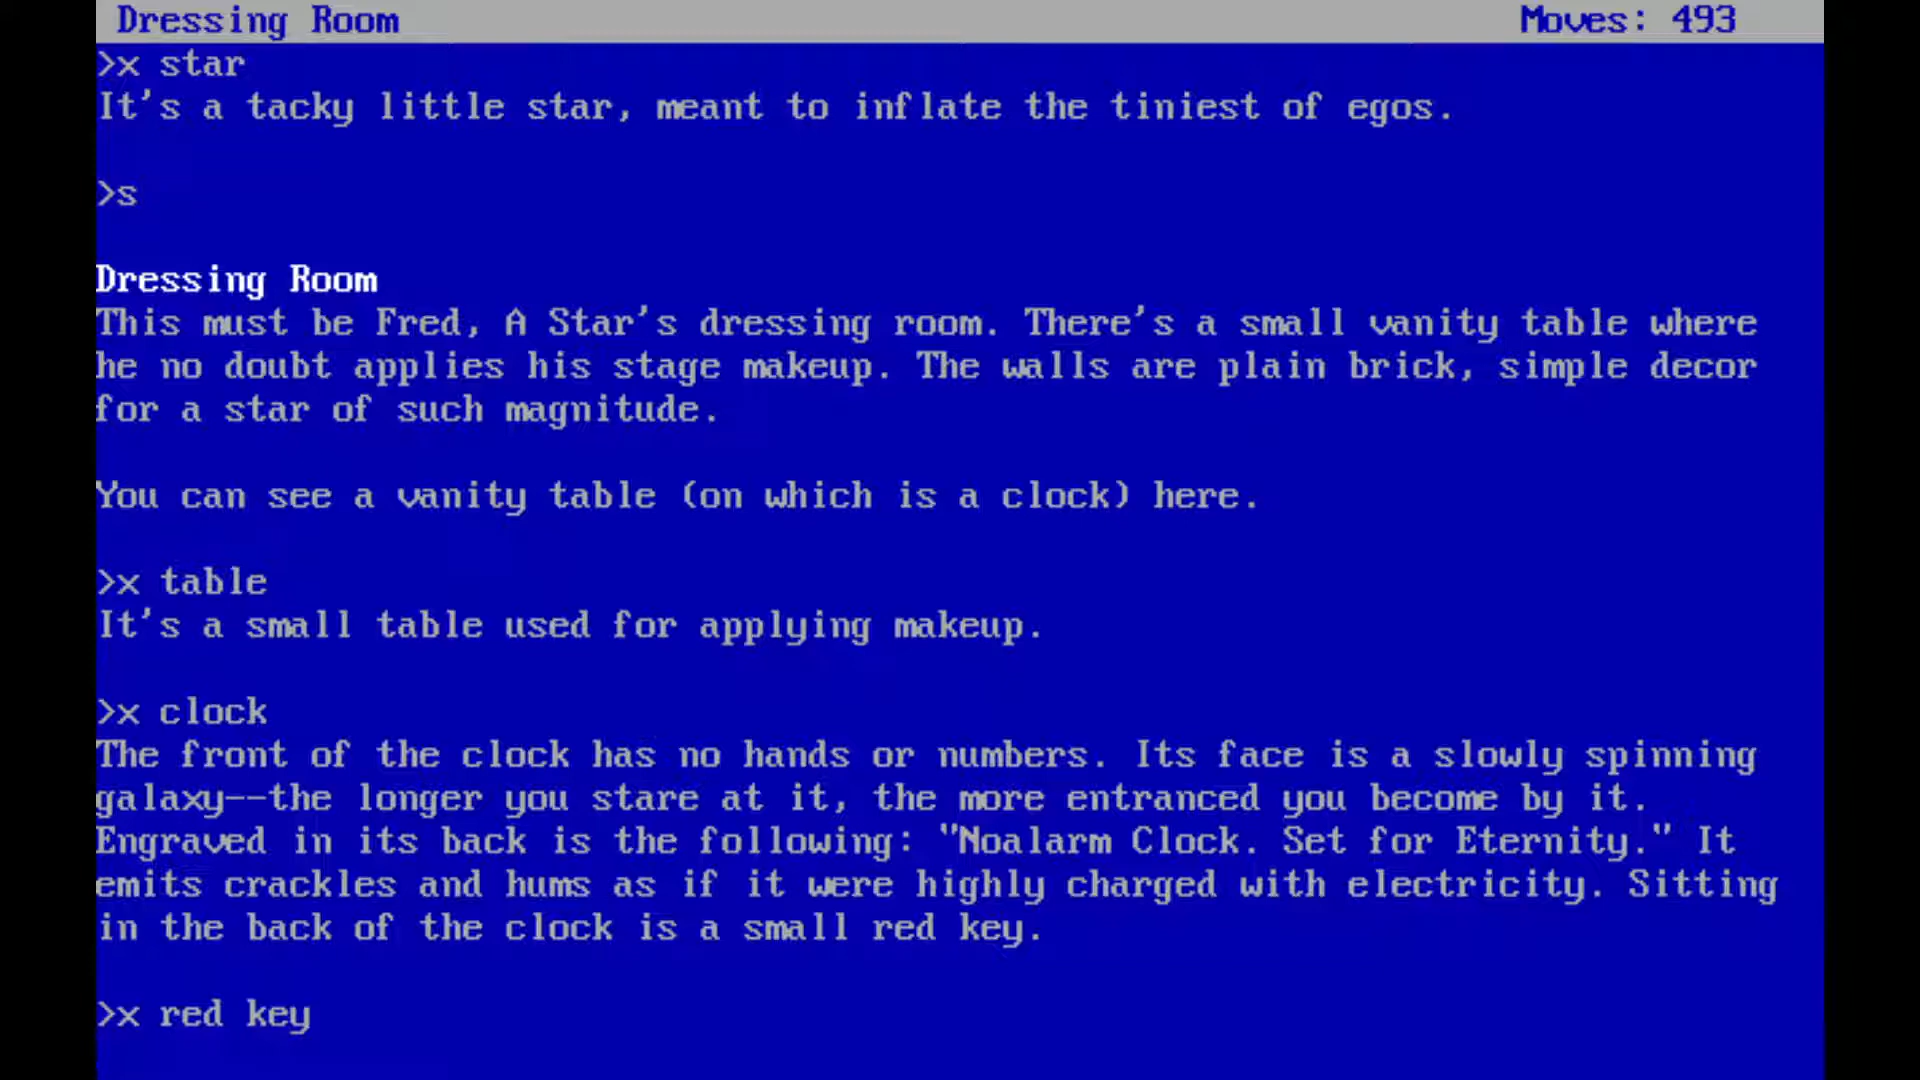 Dressing Room Moves: 493
>x star
It's a tacky little star, meant to inflate the tiniest of egos.
>s
Dressing Room
This must be Fred, A Star's dressing room. There's a small vanity table where
he no doubt applies his stage makeup. The walls are plain brick, simple decor
for a star of such magnitude.
You can see a vanity table (on which is a clock) here.
>x table
It's a small table used for applying makeup.
>x clock
The front of the clock has no hands or numbers. Its face is a slowly spinning
galaxy--the longer you stare at it, the more entranced you become by it.
Engraved in its back is the following: "Noalarm Clock. Set for Eternity." It
emits crackles and hums as if it were highly charged with electricity. Sitting
in the back of the clock is a small red key.
>x red key